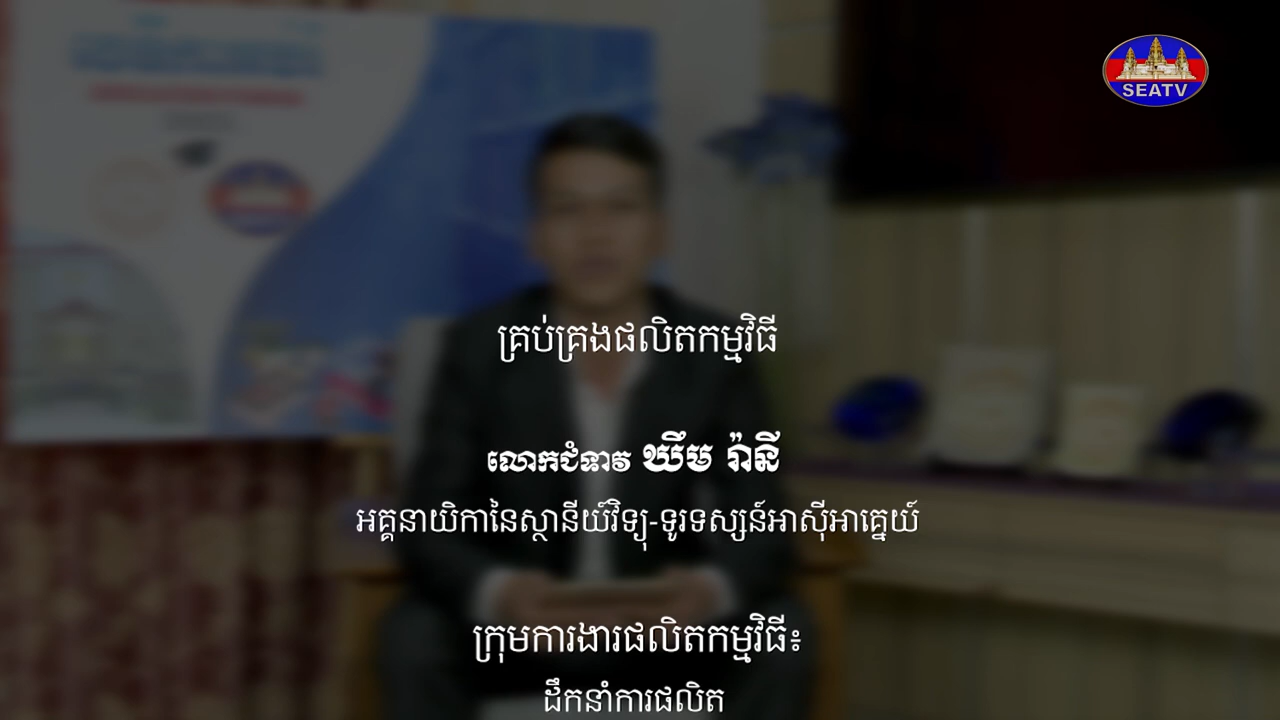 SEATV
គ្រប់គ្រងផលិតកម្មវិធី
លោកជំទាវ ឃឹម រ៉ានី
អគ្គនាយិកានៃស្ថានីយ៍វិទ្យុ-ទូរទស្សន៍អាស៊ីអាគ្នេយ៍
ក្រុមការងារផលិតកម្មវិធី៖
ដឹកនាំការផលិត